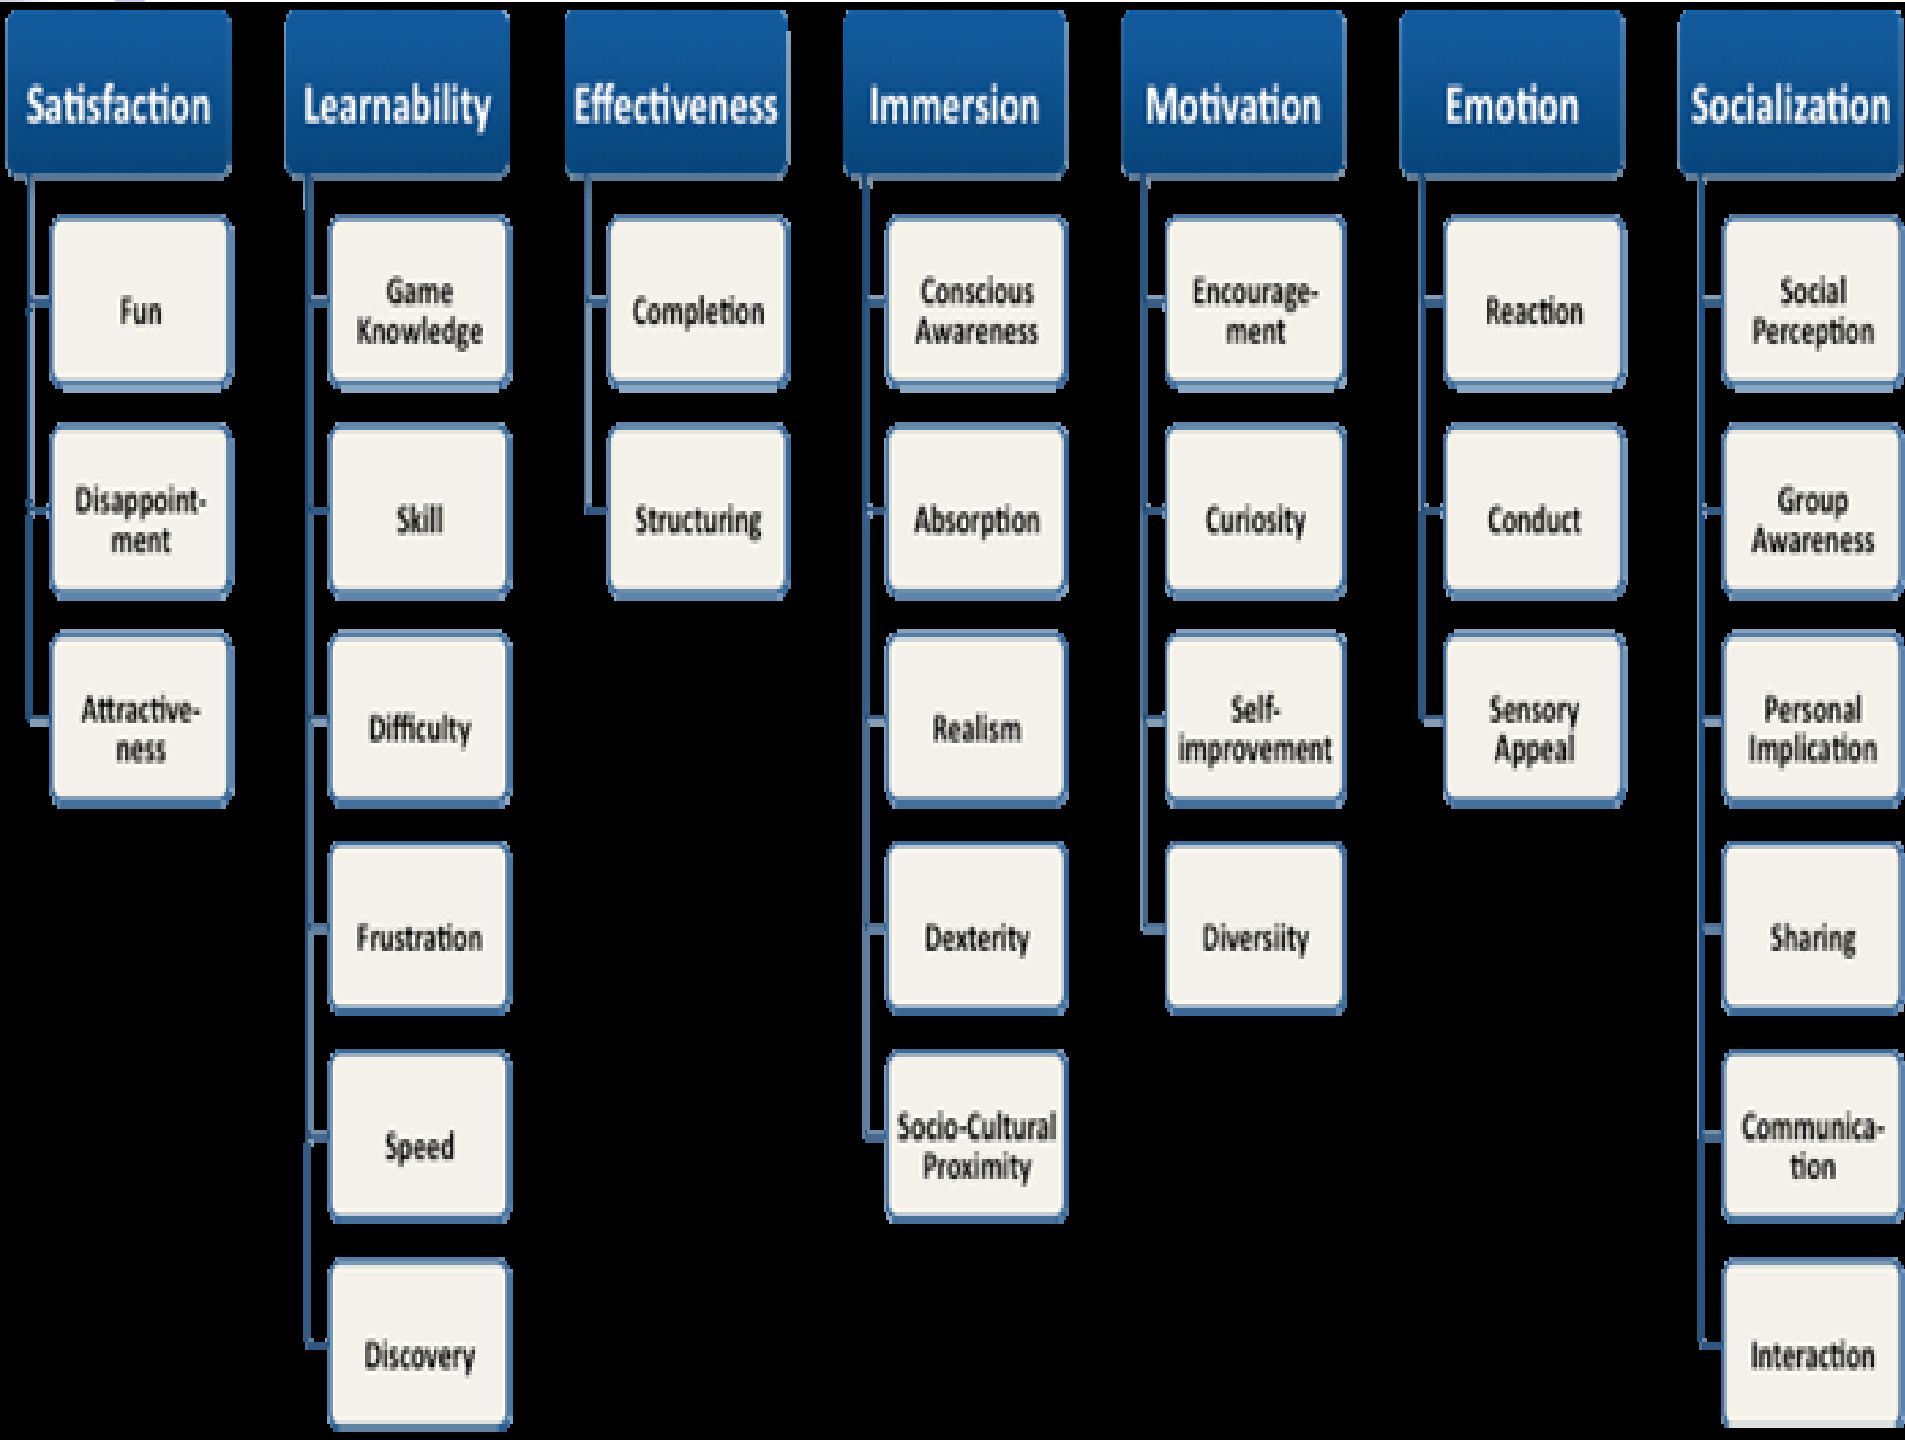 Satisfaction
Fun
Disappoint-
ment
Attractive-
ness
Learnability
Game
Knowledge
Skill
Difficulty
Frustration
Speed
Discovery
Effectiveness
Completion
Structuring
Immersion
Conscious
Awareness
Absorption
Realism
Dexterity
Socio-Cultural
Proximity
Motivation
Encourage-
ment
Curiosity
Self-
improvement
Diversiity
Emotion
Reaction
Conduct
Sensory
Appeal
Socialization
Social
Perception
Group
Awareness
Personal
Implication
Sharing
Communica-
tion
Interaction